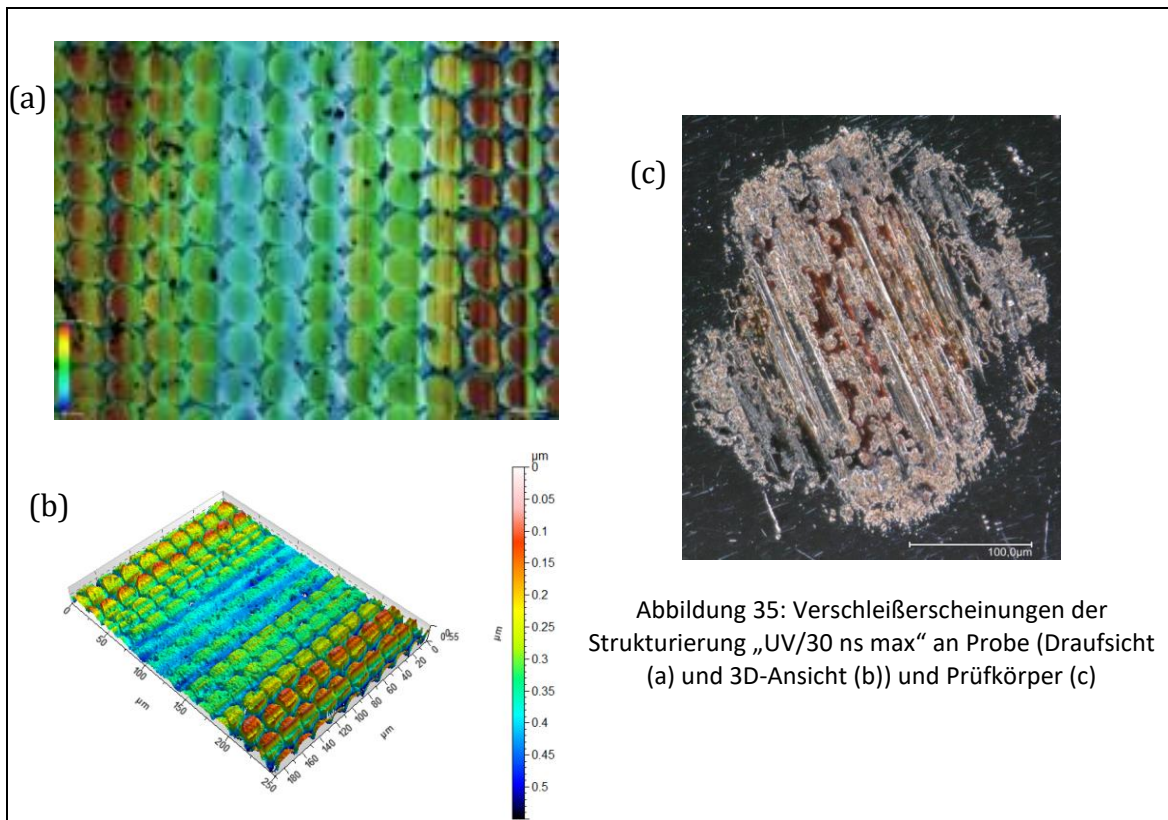 (a)
(b)
(c)
µm
0
0.05
0.1
0.15
0.2
0.25
0.3
0.35
0.4
0.45
0.5
0
50
100
150
200
250
µm
180
160
140
120
100
80
60
40
20
0
µm
0.55
µm
100,0µm
Abbildung 35: Verschleißerscheinungen der
Strukturierung „UV/30 ns max“ an Probe (Draufsicht
(a) und 3D-Ansicht (b)) und Prüfkörper (c)